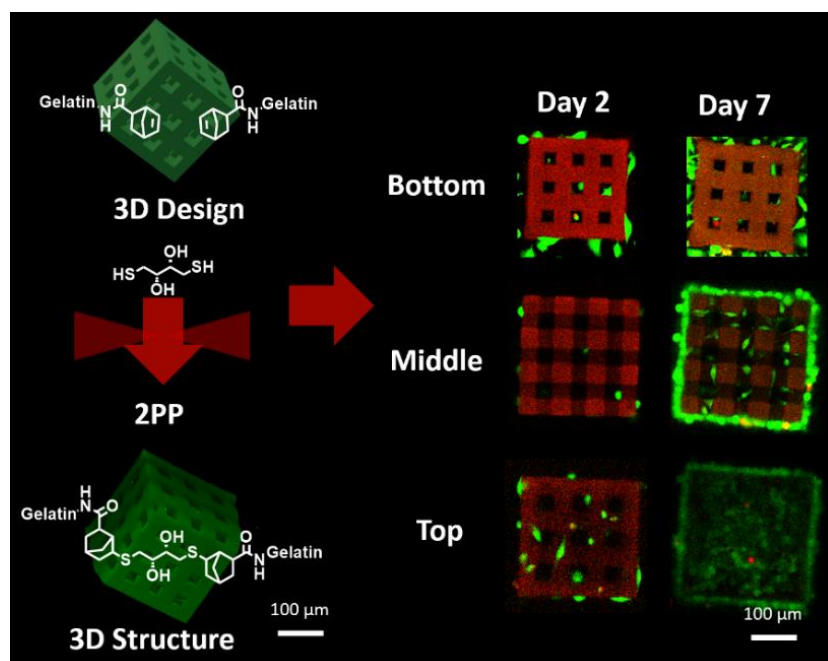 Gelatin
O
N
H
O
N
H
Gelatin
3D Design
HS
OH
OH
SH
2PP
H
N
O
Gelatin
S
OH
OH
S
O
N
H
Gelatin
100 µm
3D Structure
Day 2
Day 7
Bottom
Middle
Top
100 µm